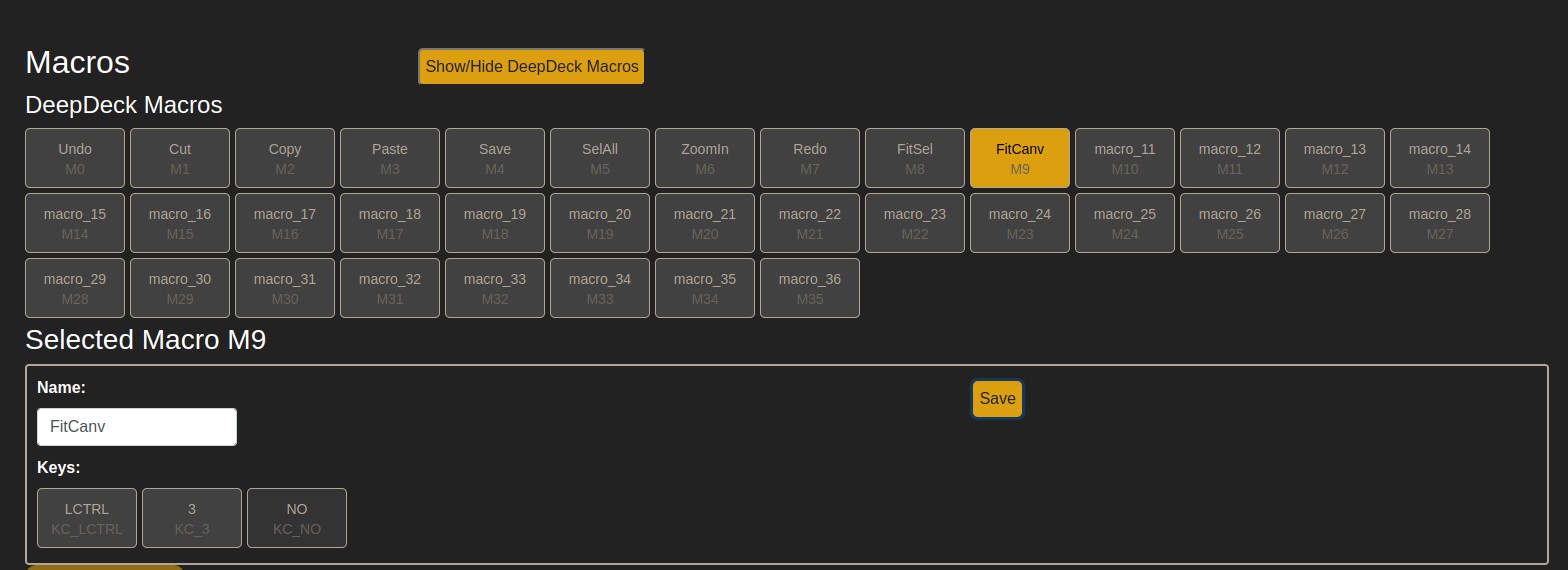 Macros
Show/Hide DeepDeck Macros
DeepDeck Macros
Undo Cut Copy Paste Save SelAll ZoomIn Redo FitSel FitCanv macro_11 macro_12 macro_13 macro_14
M0 M1 M2 M3 M4 M5 M6 M7 M8 M9 M10 M11 M12 M13
macro_15 macro_16 macro_17 macro_18 macro_19 macro_20 macro_21 macro_22 macro_23 macro_24 macro_25 macro_26 macro_27 macro_28
M14 M15 M16 M17 M18 M19 M20 M21 M22 M23 M24 M25 M26 M27
macro_29 macro_30 macro_31 macro_32 macro_33 macro_34 macro_35 macro_36
M28 M29 M30 M31 M32 M33 M34 M35
Selected Macro M9
Name:
Save
FitCanv
Keys:
LCTRL 3 NO
KC_LCTRL KC_3 KC_NO